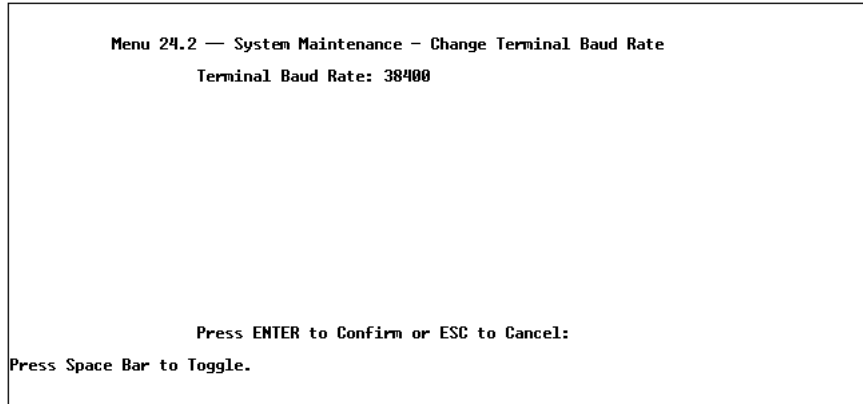 Menu 24.2 — System Maintenance - Change Terminal Baud Rate
Terminal Baud Rate: 38400
Press ENTER to Confirm or ESC to Cancel:
Press Space Bar to Toggle.